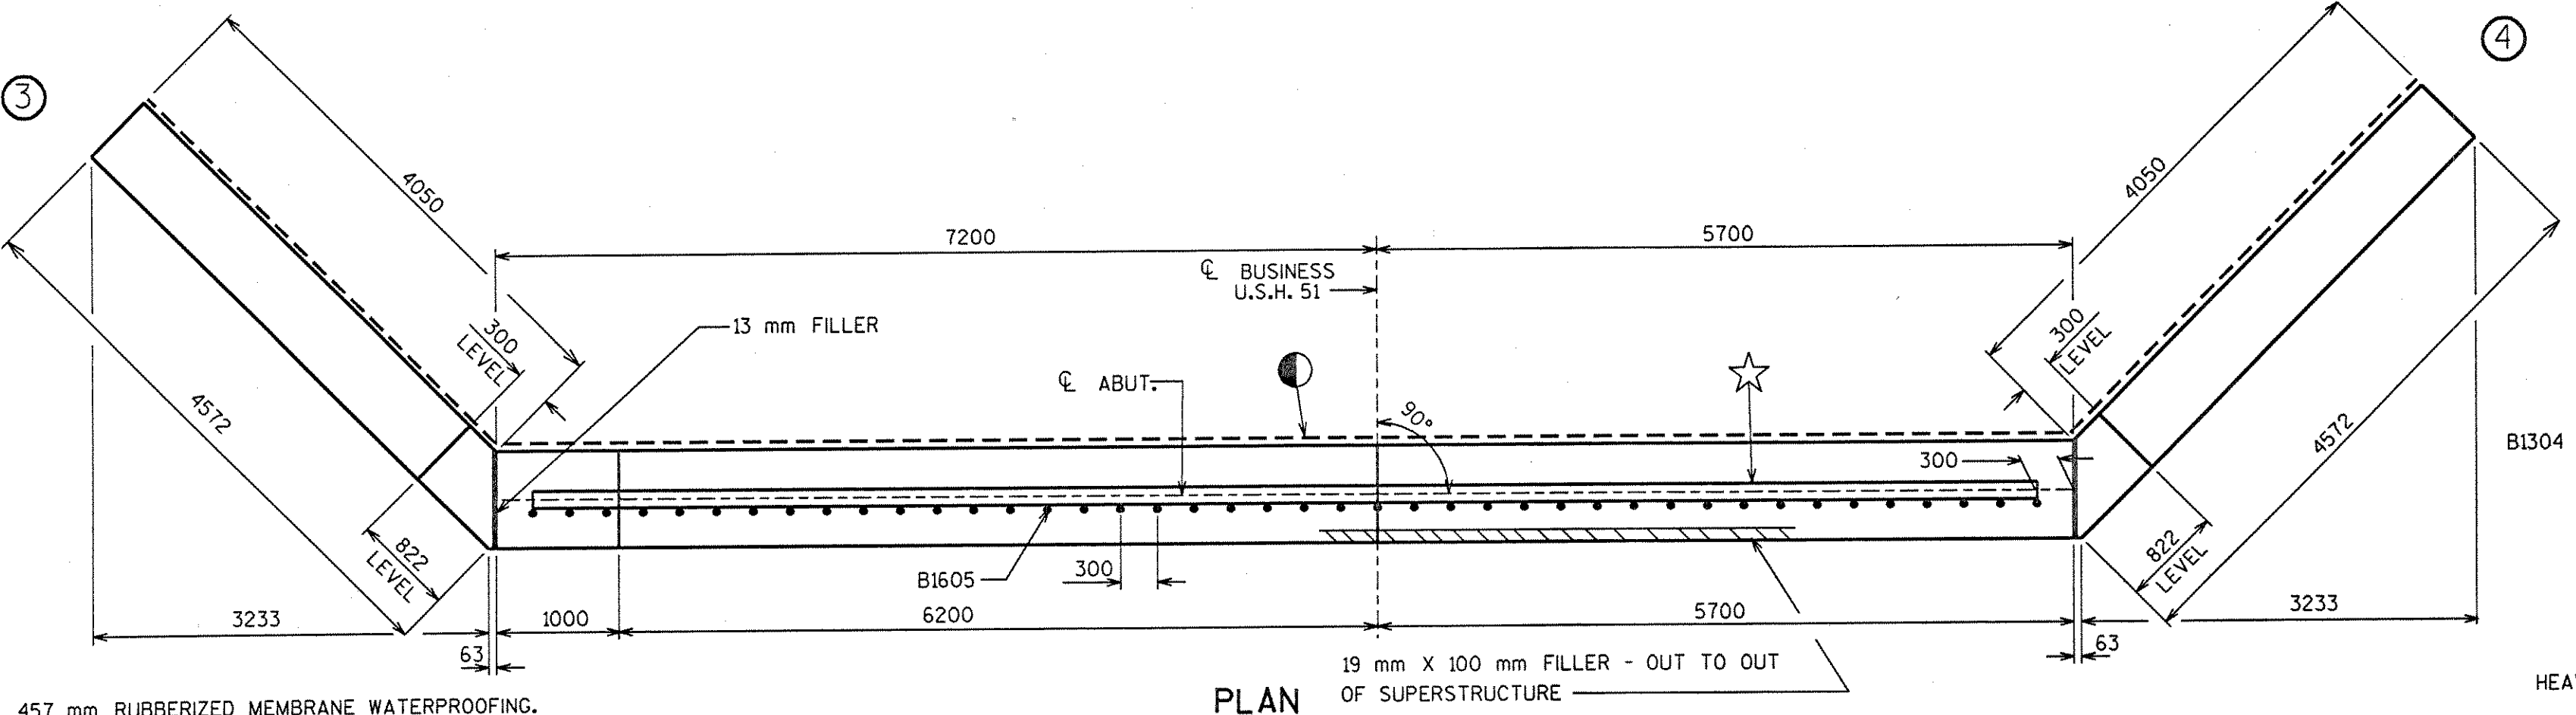 3
4
4050
4050
7200
5700
℄ BUSINESS
U.S.H. 51
13 mm FILLER
300
LEVEL
300
LEVEL
℄ ABUT.
90°
4572
4572
B1304
300
822
LEVEL
822
LEVEL
B1605
300
3233
1000
6200
5700
3233
63
63
19 mm X 100 mm FILLER - OUT TO OUT
OF SUPERSTRUCTURE
PLAN
457 mm RUBBERIZED MEMBRANE WATERPROOFING.
HEA